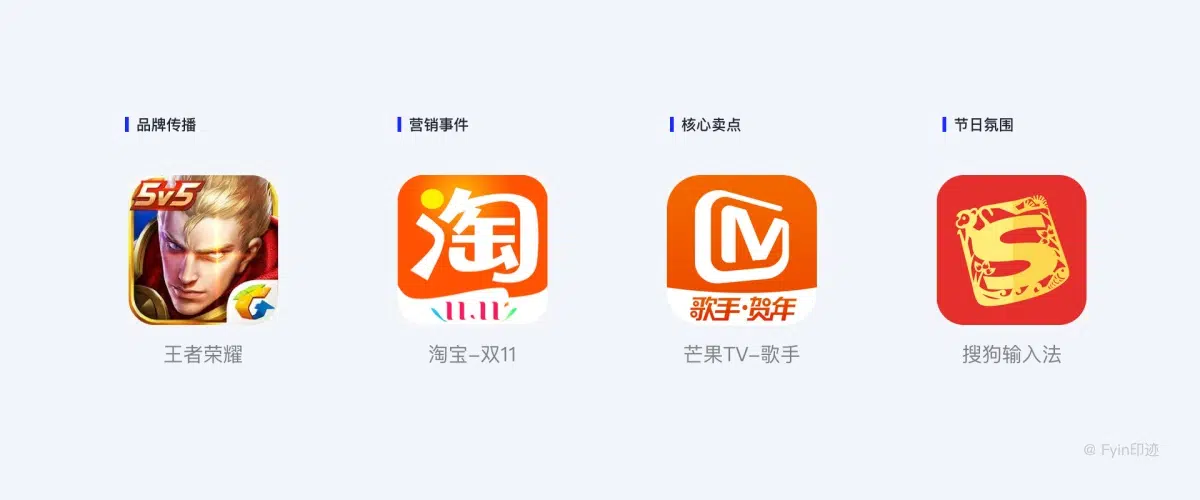 品牌传播
营销事件
核心卖点
节日氛围
5v5
淘
11.11
M
歌手·贺年
S
王者荣耀
淘宝-双11
芒果TV-歌手
搜狗输入法
@ Fyin印迹